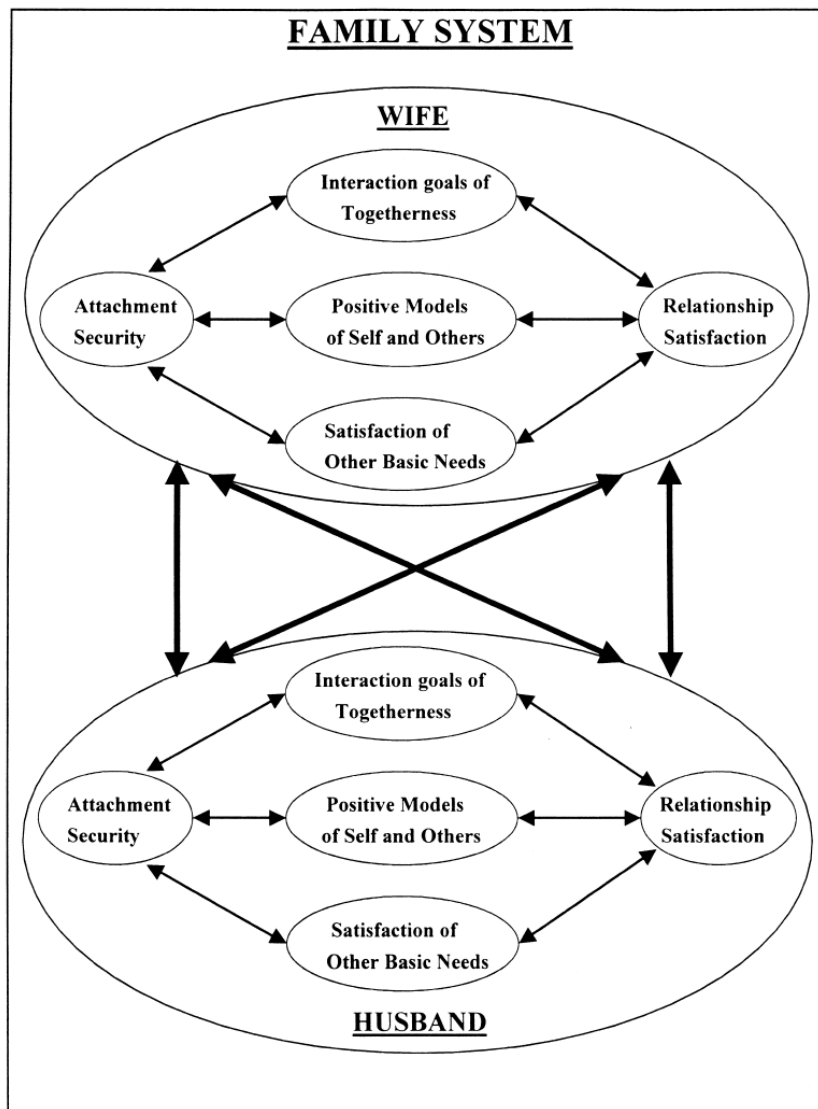 FAMILY SYSTEM
WIFE
Interaction goals of
Togetherness
Attachment
Security
Positive Models
of Self and Others
Relationship
Satisfaction
Satisfaction of
Other Basic Needs
Interaction goals of
Togetherness
Attachment
Security
Positive Models
of Self and Others
Relationship
Satisfaction
Satisfaction of
Other Basic Needs
HUSBAND